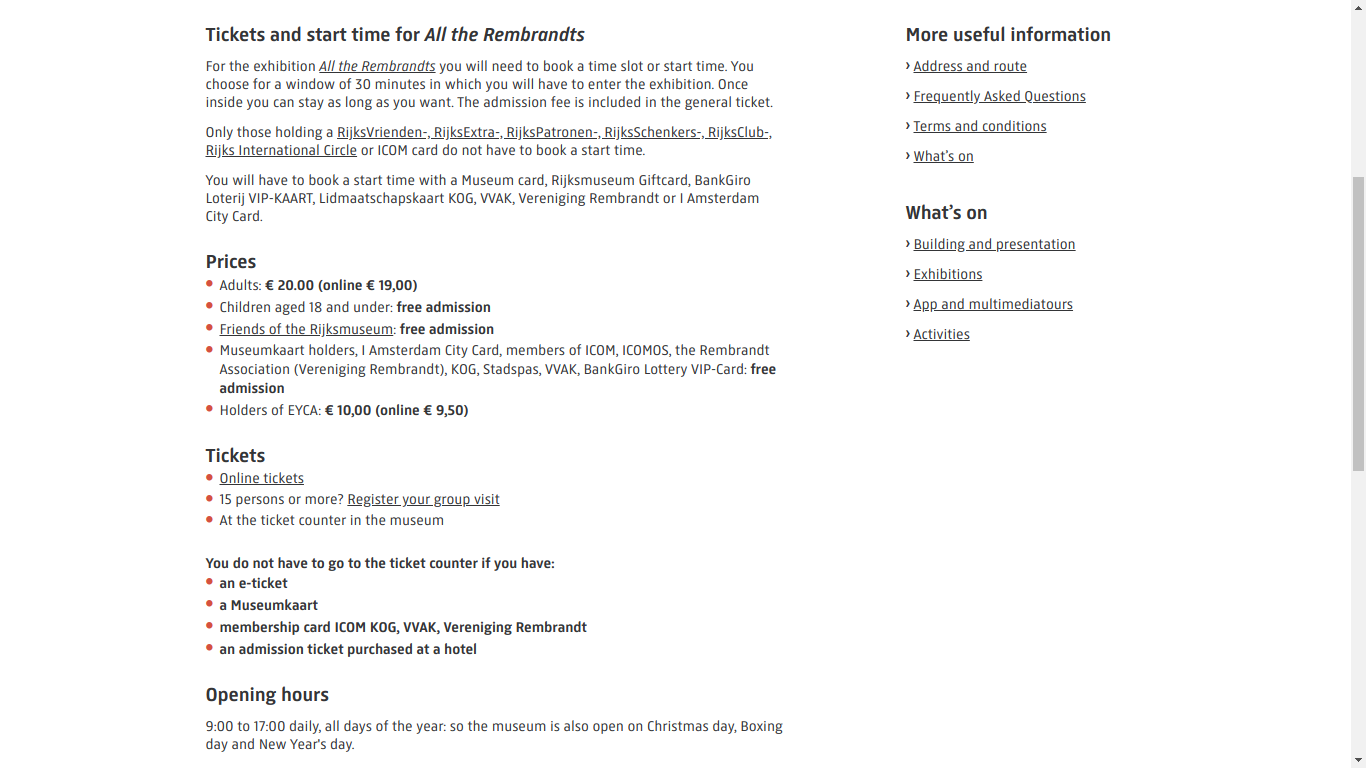 Tickets and start time for All the Rembrandts
For the exhibition All the Rembrandts you will need to book a time slot or start time. You
choose for a window of 30 minutes in which you will have to enter the exhibition. Once
inside you can stay as long as you want. The admission fee is included in the general ticket.
Only those holding a RijksVrienden-, RijksExtra-, RijksPatronen-, RijksSchenkers-, RijksClub-,
Rijks International Circle or ICOM card do not have to book a start time.
You will have to book a start time with a Museum card, Rijksmuseum Giftcard, BankGiro
Loterij VIP-KAART, Lidmaatschapskaart KOG, VVAK, Vereniging Rembrandt or I Amsterdam
City Card.
Prices
Adults: € 20.00 (online € 19,00)
Children aged 18 and under: free admission
Friends of the Rijksmuseum: free admission
Museumkaart holders, I Amsterdam City Card, members of ICOM, ICOMOS, the Rembrandt
Association (Vereniging Rembrandt), KOG, Stadspas, VVAK, BankGiro Lottery VIP-Card: free
admission
Holders of EYCA: € 10,00 (online € 9,50)
Tickets
Online tickets
15 persons or more? Register your group visit
At the ticket counter in the museum
You do not have to go to the ticket counter if you have:
an e-ticket
a Museumkaart
membership card ICOM KOG, VVAK, Vereniging Rembrandt
an admission ticket purchased at a hotel
Opening hours
9:00 to 17:00 daily, all days of the year: so the museum is also open on Christmas day, Boxing
day and New Year's day.
More useful information
› Address and route
› Frequently Asked Questions
› Terms and conditions
› What's on
What's on
› Building and presentation
› Exhibitions
› App and multimediatours
› Activities